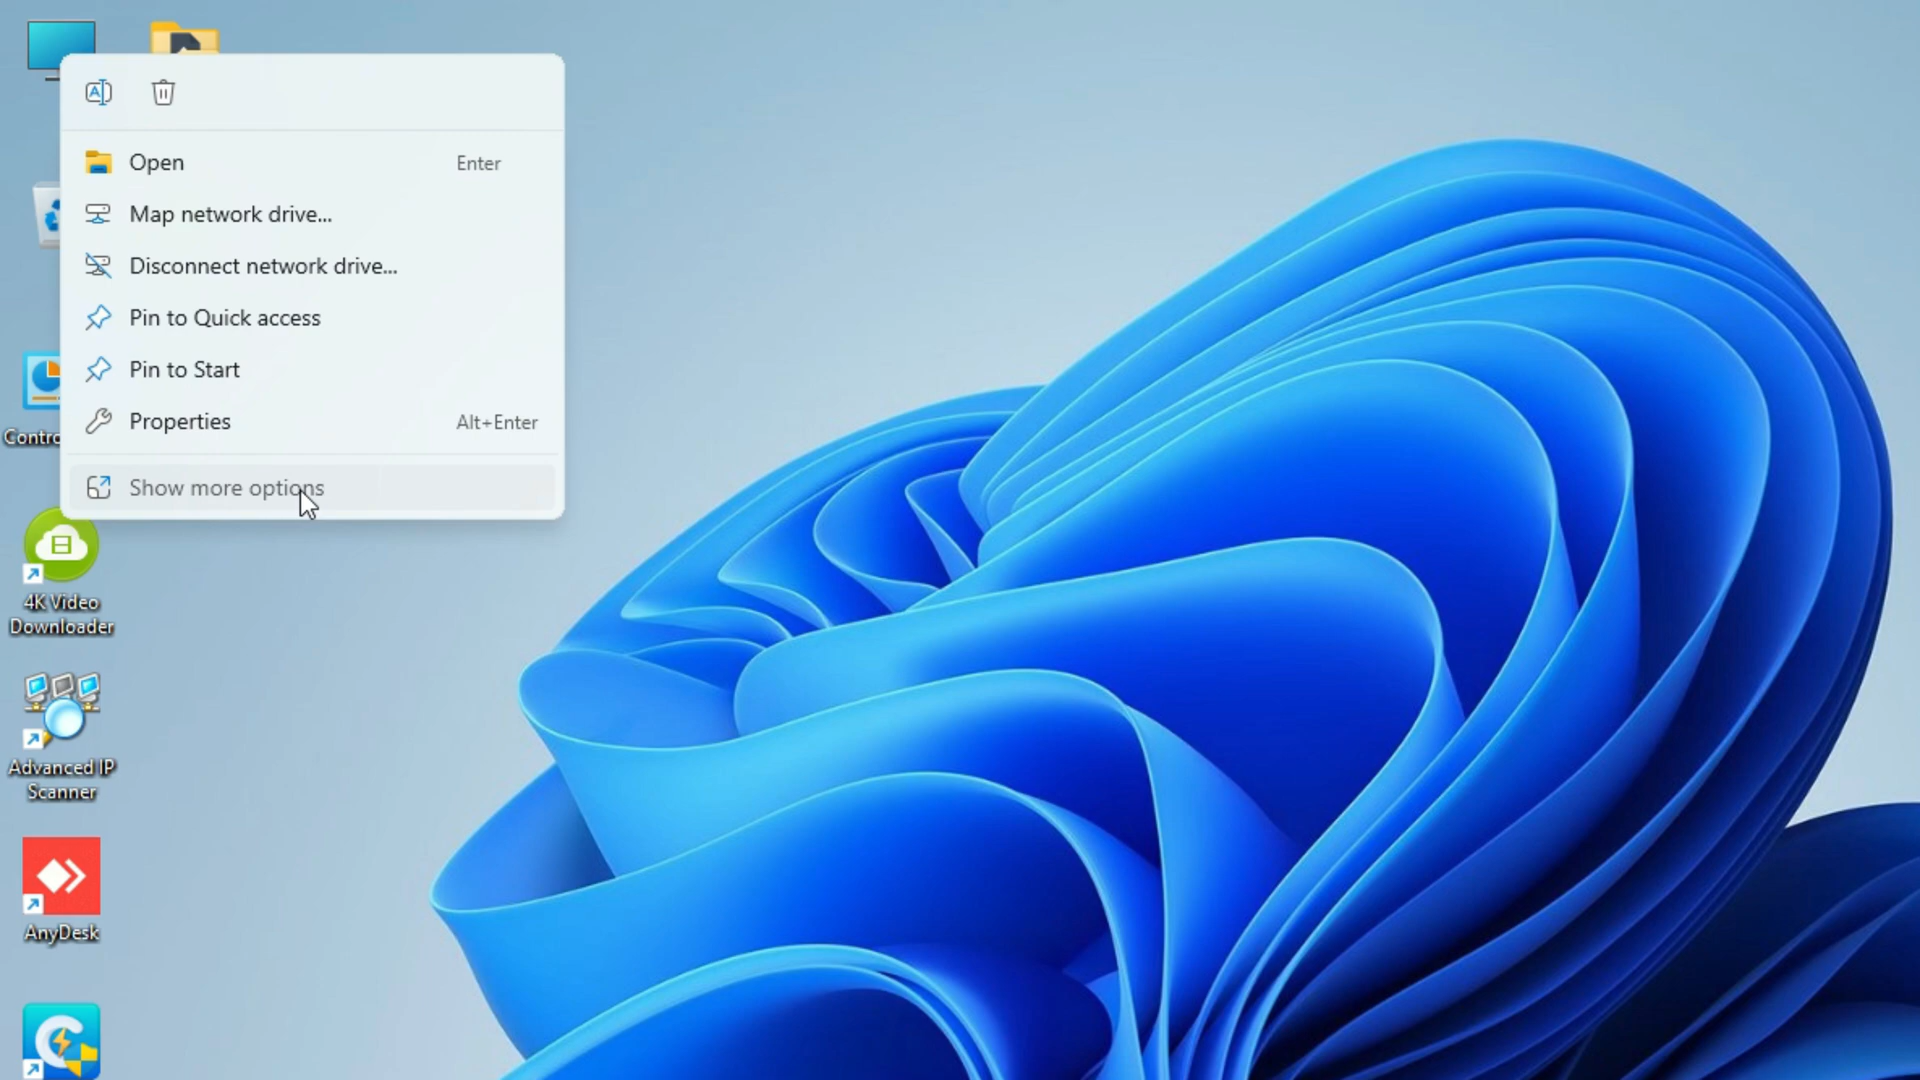 Open Enter
Map network drive...
Disconnect network drive...
Pin to Quick access
Pin to Start
Properties Alt+Enter
Show more options
Contro
4K Video
Downloader
Advanced IP
Scanner
AnyDesk